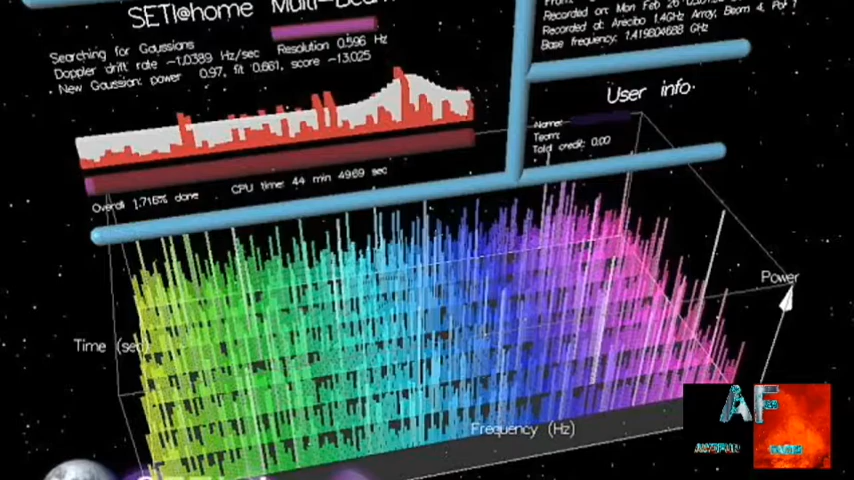 SETI@home Multi-Beam
Searching for Gaussians
Doppler drift rate -1.0389 Hz/sec Resolution 0.596 Hz
New Gaussian: power 0.97, fit 0.661, score -13.025
Overall 1.716% done CPU time: 44 min 49.69 sec
Recorded on: Mon Feb 26
Recorded at: Arecibo 1.4GHz Array, Beam 4, Pol 1
Base frequency: 1.419804688 GHz
User info
Name:
Team:
Total credit: 0.00
Power
Time (sec)
Frequency (Hz)
AF